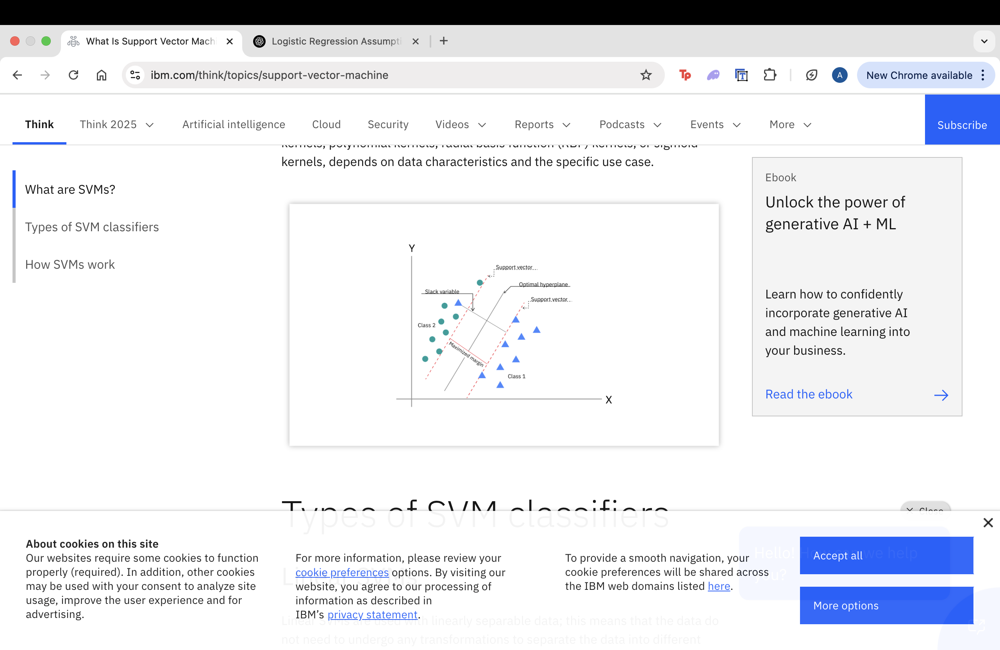 What Is Support Vector Machi
Logistic Regression Assumpti
ibm.com/think/topics/support-vector-machine
Tp
T
A
New Chrome available
Think
Think 2025
Artificial intelligence
Cloud
Security
Videos
Reports
Podcasts
Events
More
Subscribe
kernels, polynomial kernels, radial basis function (RBF) kernels, or sigmoid
kernels, depends on data characteristics and the specific use case.
What are SVMs?
Types of SVM classifiers
How SVMs work
Y
Support vector
Optimal hyperplane
Slack variable
Support vector
Class 2
Maximized margin
Class 1
X
Ebook
Unlock the power of
generative AI + ML
Learn how to confidently
incorporate generative AI
and machine learning into
your business.
Read the ebook
Types of SVM classifiers
Close
About cookies on this site
Our websites require some cookies to function
properly (required). In addition, other cookies
may be used with your consent to analyze site
usage, improve the user experience and for
advertising.
For more information, please review your
cookie preferences options. By visiting our
website, you agree to our processing of
information as described in
IBM’s privacy statement.
To provide a smooth navigation, your
cookie preferences will be shared across
the IBM web domains listed here.
Hello! How can we help
you?
Accept all
More options
Linear SVMs
Linear SVMs are used with linearly separable data; this means that the data do
not need to undergo any transformations to separate the data into different